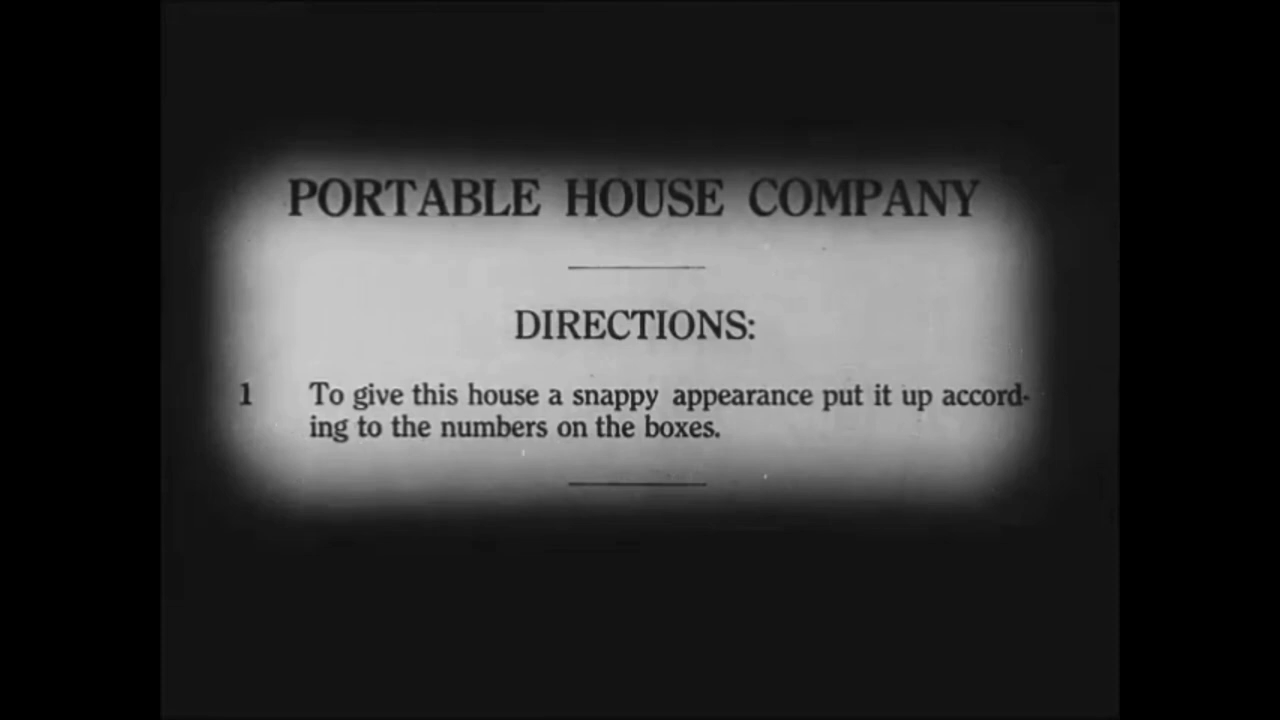 PORTABLE HOUSE COMPANY
DIRECTIONS:
1 To give this house a snappy appearance put it up accord-
ing to the numbers on the boxes.